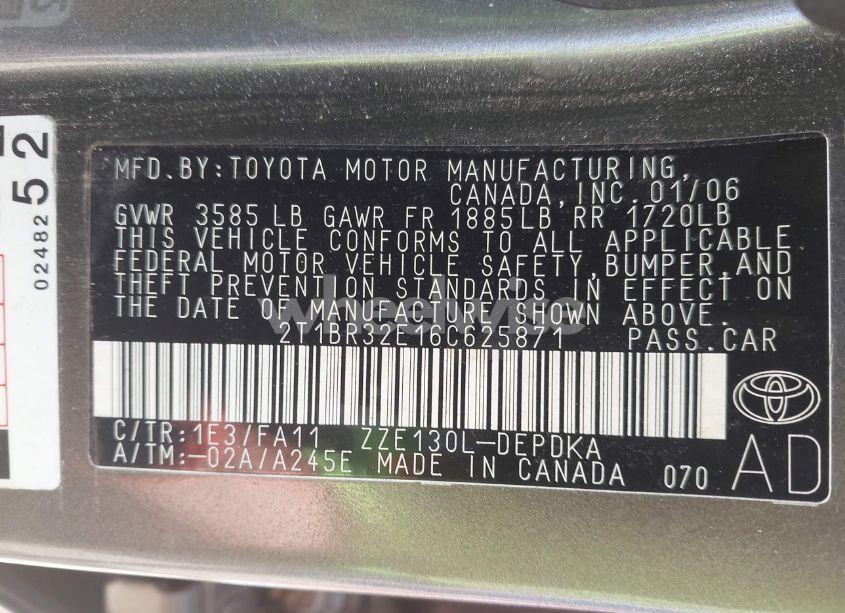 MFD.BY:TOYOTA MOTOR MANUFACTURING,
CANADA, INC. 01/06
GVWR 3585 LB GAWR FR 1885LB RR 1720LB
THIS VEHICLE CONFORMS TO ALL APPLICABLE
FEDERAL MOTOR VEHICLE SAFETY, BUMPER, AND
THEFT PREVENTION STANDARDS IN EFFECT ON
THE DATE OF MANUFACTURE SHOWN ABOVE.
2T1BR32E16C625871 PASS.CAR
C/TR:1E3/FA11 ZZE130L-DEPDKA
A/TM:-02A/A245E MADE IN CANADA 070
AD
02482
52
wheelwise